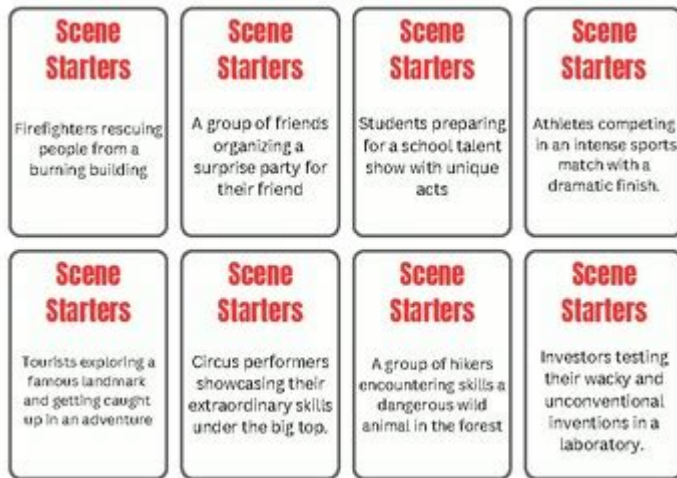 Scene
Starters
Firefighters rescuing
people from a
burning building
Scene
Starters
A group of friends
organizing a
surprise party for
their friend
Scene
Starters
Students preparing
for a school talent
show with unique
acts
Scene
Starters
Athletes competing
in an intense sports
match with a
dramatic finish.
Scene
Starters
Tourists exploring a
famous landmark
and getting caught
up in an adventure
Scene
Starters
Circus performers
showcasing their
extraordinary skills
under the big top.
Scene
Starters
A group of hikers
encountering skills a
dangerous wild
animal in the forest
Scene
Starters
Investors testing
their wacky and
unconventional
inventions in a
laboratory.